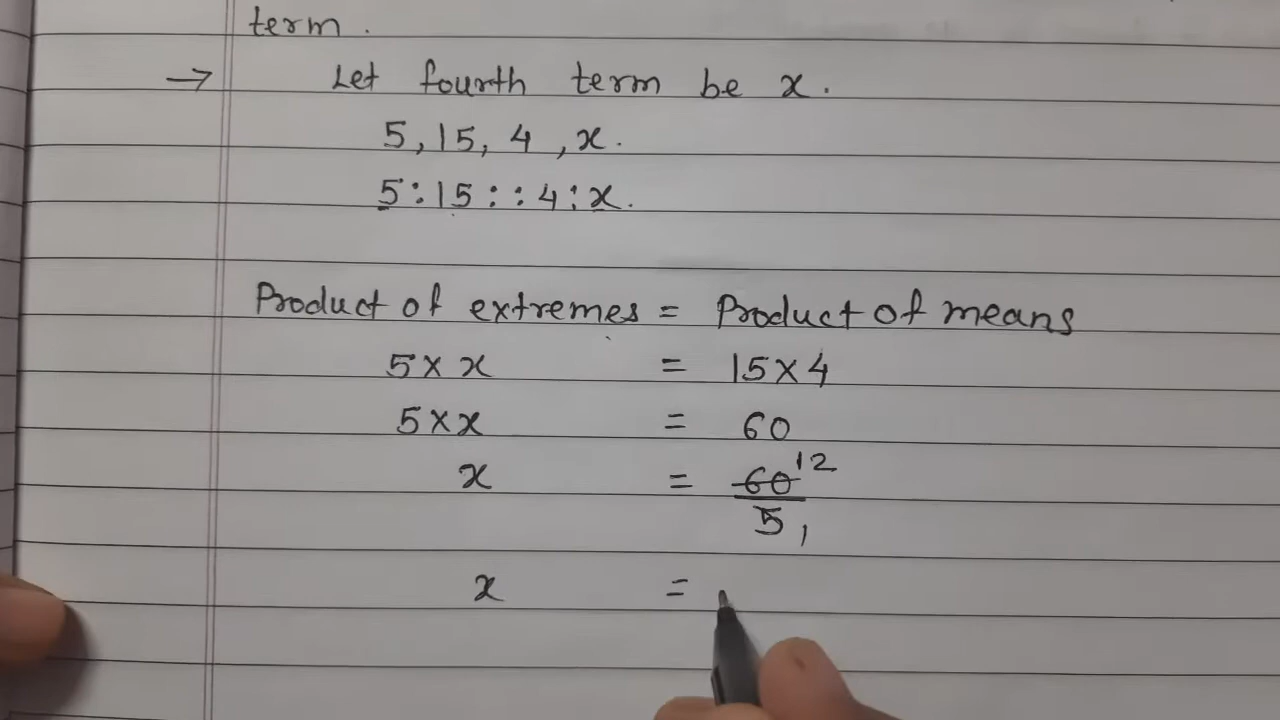 term.
→ Let fourth term be x.
5, 15, 4, x.
5:15::4:x.
Product of extremes = Product of means
5 × x = 15 × 4
5 × x = 60
x = 60 12
5 1
x =